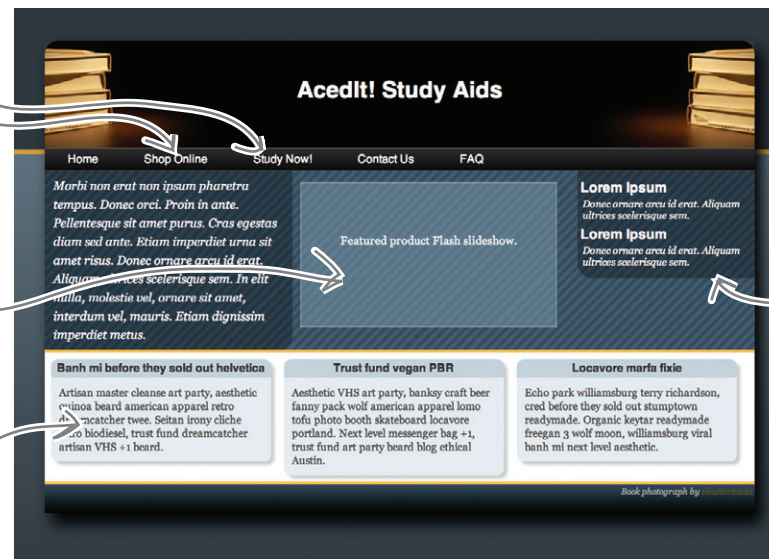 AcedIt! Study Aids
Home Shop Online Study Now! Contact Us FAQ
Morbi non erat non ipsum pharetra
tempus. Donec orci. Proin in ante.
Pellentesque sit amet purus. Cras egestas
diam sed ante. Etiam imperdiet urna sit
amet risus. Donec ornare arcu id erat.
Aliquam ultrices scelerisque sem. In elit
nulla, molestie vel, ornare sit amet,
interdum vel, mauris. Etiam dignissim
imperdiet metus.
Featured product Flash slideshow.
Lorem Ipsum
Donec ornare arcu id erat. Aliquam
ultrices scelerisque sem.
Lorem Ipsum
Donec ornare arcu id erat. Aliquam
ultrices scelerisque sem.
Banh mi before they sold out helvetica
Artisan master cleanse art party, aesthetic
quinoa beard american apparel retro
dreamcatcher twee. Seitan irony cliche
retro biodiesel, trust fund dreamcatcher
artisan VHS +1 beard.
Trust fund vegan PBR
Aesthetic VHS art party, banksy craft beer
fanny pack wolf american apparel lomo
tofu photo booth skateboard locavore
portland. Next level messenger bag +1,
trust fund art party beard blog ethical
Austin.
Locavore marfa fixie
Echo park williamsburg terry richardson,
cred before they sold out stumptown
readymade. Organic keytar readymade
freegan 3 wolf moon, williamsburg viral
banh mi next level aesthetic.
Book photograph by Shutterhacks